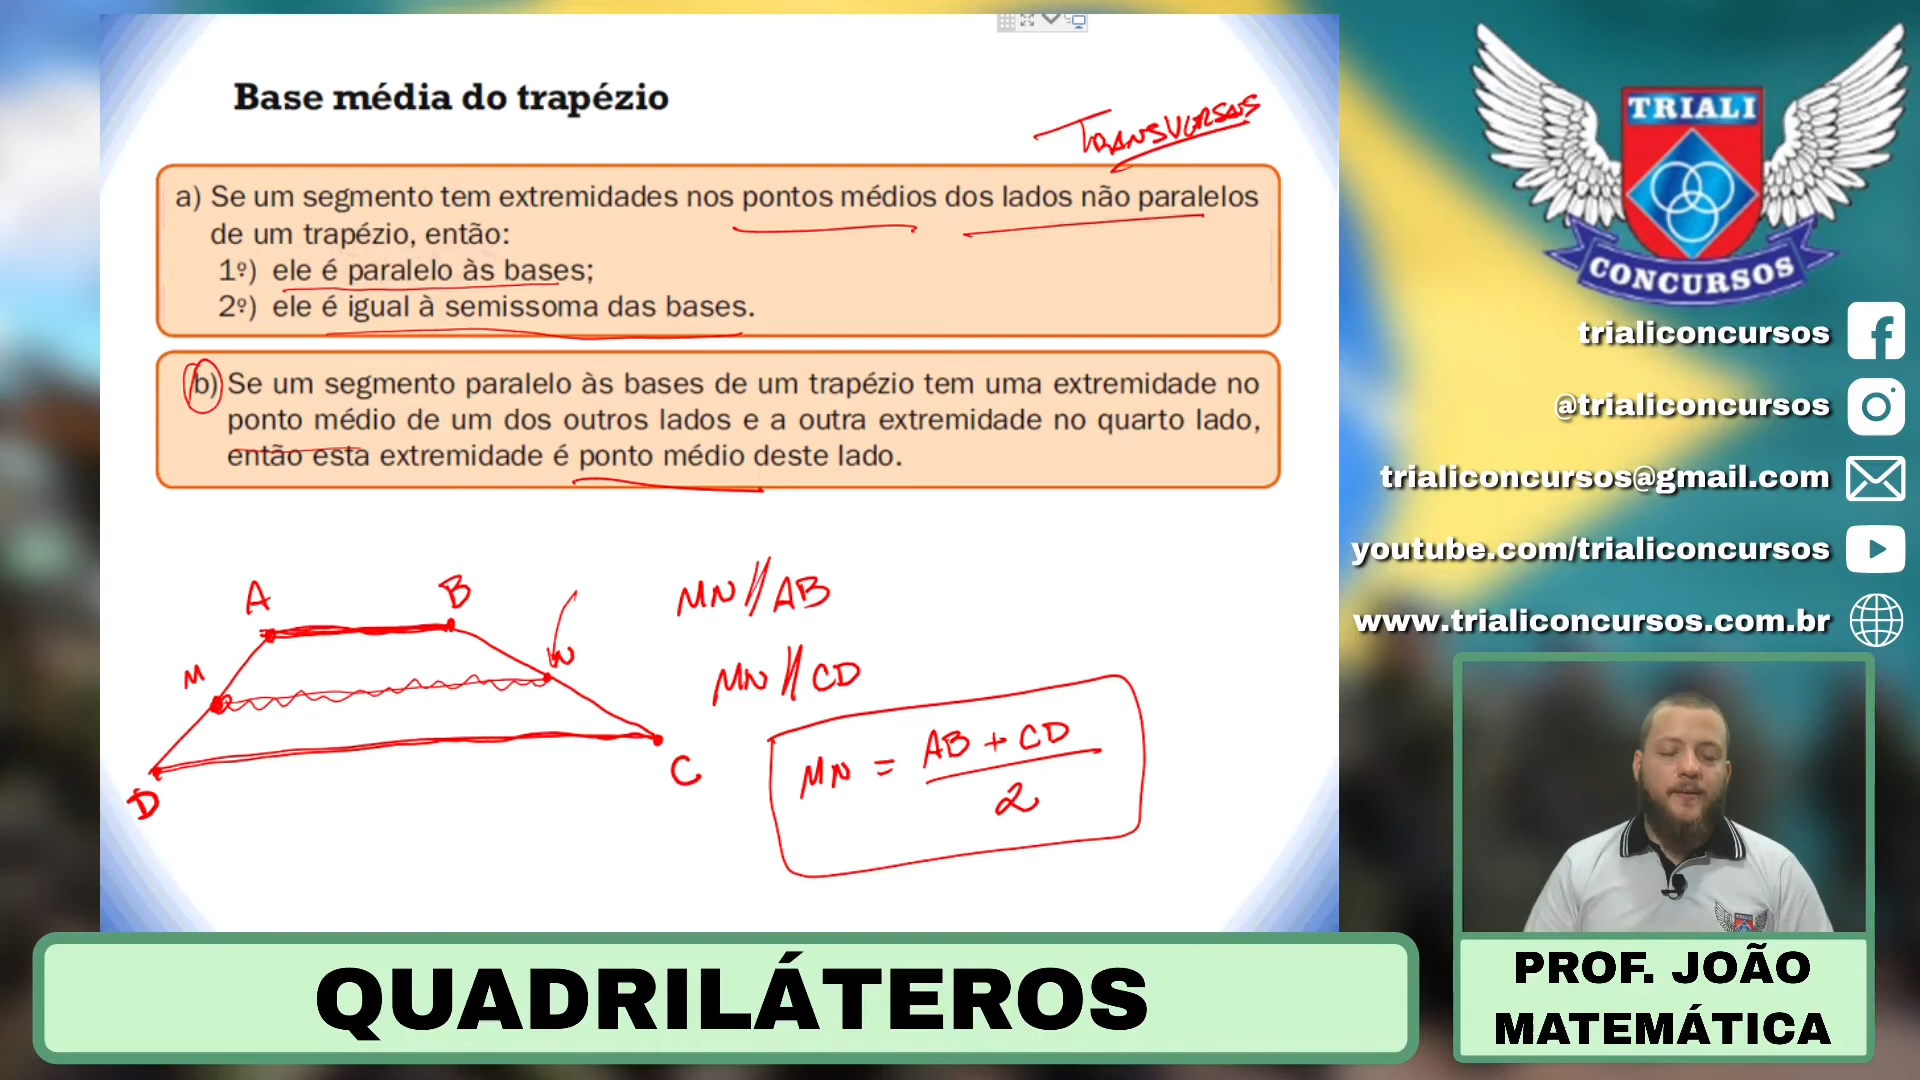 Base média do trapézio
TRANSVERSAIS
a) Se um segmento tem extremidades nos pontos médios dos lados não paralelos
de um trapézio, então:
1º) ele é paralelo às bases;
2º) ele é igual à semissoma das bases.
b) Se um segmento paralelo às bases de um trapézio tem uma extremidade no
ponto médio de um dos outros lados e a outra extremidade no quarto lado,
então esta extremidade é ponto médio deste lado.
A
B
M
N
D
C
MN // AB
MN // CD
MN = AB + CD
2
TRIALI
CONCURSOS
trialiconcursos
@trialiconcursos
trialiconcursos@gmail.com
youtube.com/trialiconcursos
www.trialiconcursos.com.br
QUADRILÁTEROS
PROF. JOÃO
MATEMÁTICA